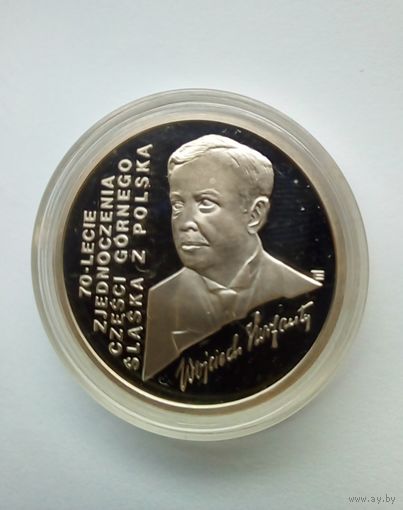 70-LECIE
ZJEDNOCZENIA
CZĘŚCI GÓRNEGO
ŚLĄSKA Z POLSKĄ
Wojciech Korfanty
www.ay.by